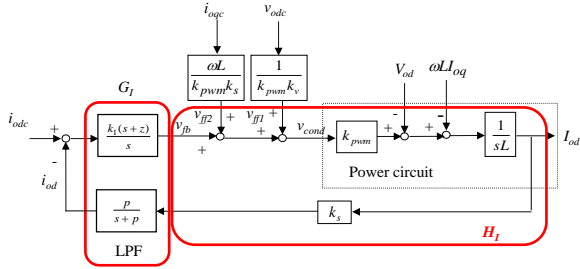 i_oqc
v_odc
ωL
k_pwm k_s
1
k_pwm k_v
V_od
ωLI_oq
G_I
i_odc
+
-
k_1(s+z)
s
v_fb
v_ff2
+
+
v_ff1
+
+
v_cond
k_pwm
-
+
-
+
1
sL
I_od
Power circuit
i_od
p
s+p
k_s
LPF
H_I